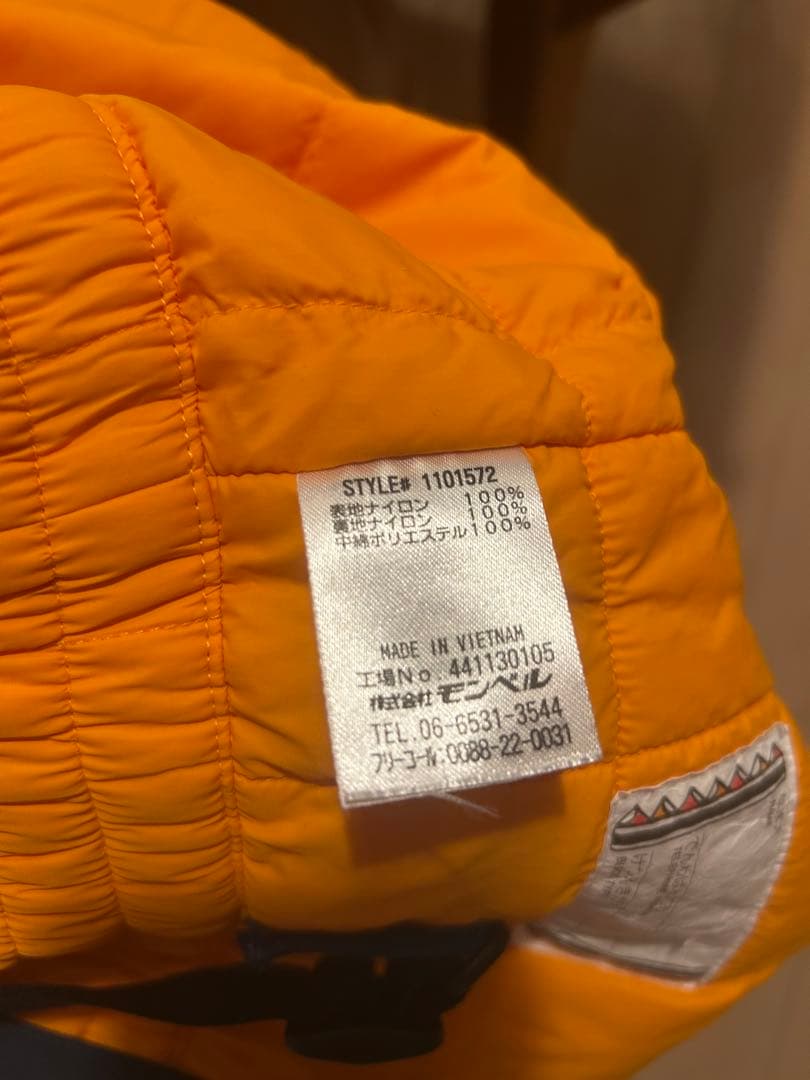 STYLE# 1101572
表地ナイロン 100%
裏地ナイロン 100%
中綿ポリエステル100%
MADE IN VIETNAM
工場No. 441130105
株式会社モンベル
TEL.06-6531-3544
フリーコール:0088-22-0031